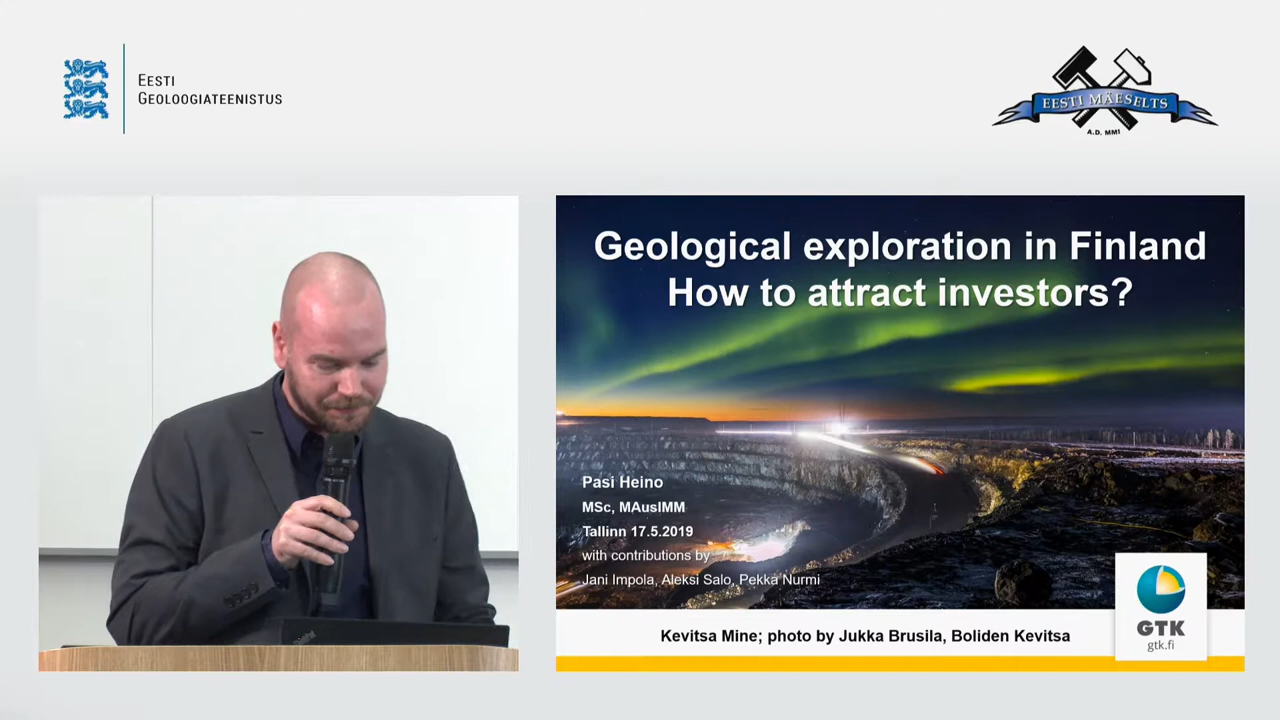 EESTI
GEOLOOGIATEENISTUS
EESTI MÄESELTS
A.D. MMI
Geological exploration in Finland
How to attract investors?
Pasi Heino
MSc, MAusIMM
Tallinn 17.5.2019
with contributions by
Jani Impola, Aleksi Salo, Pekka Nurmi
Kevitsa Mine; photo by Jukka Brusila, Boliden Kevitsa
GTK
gtk.fi